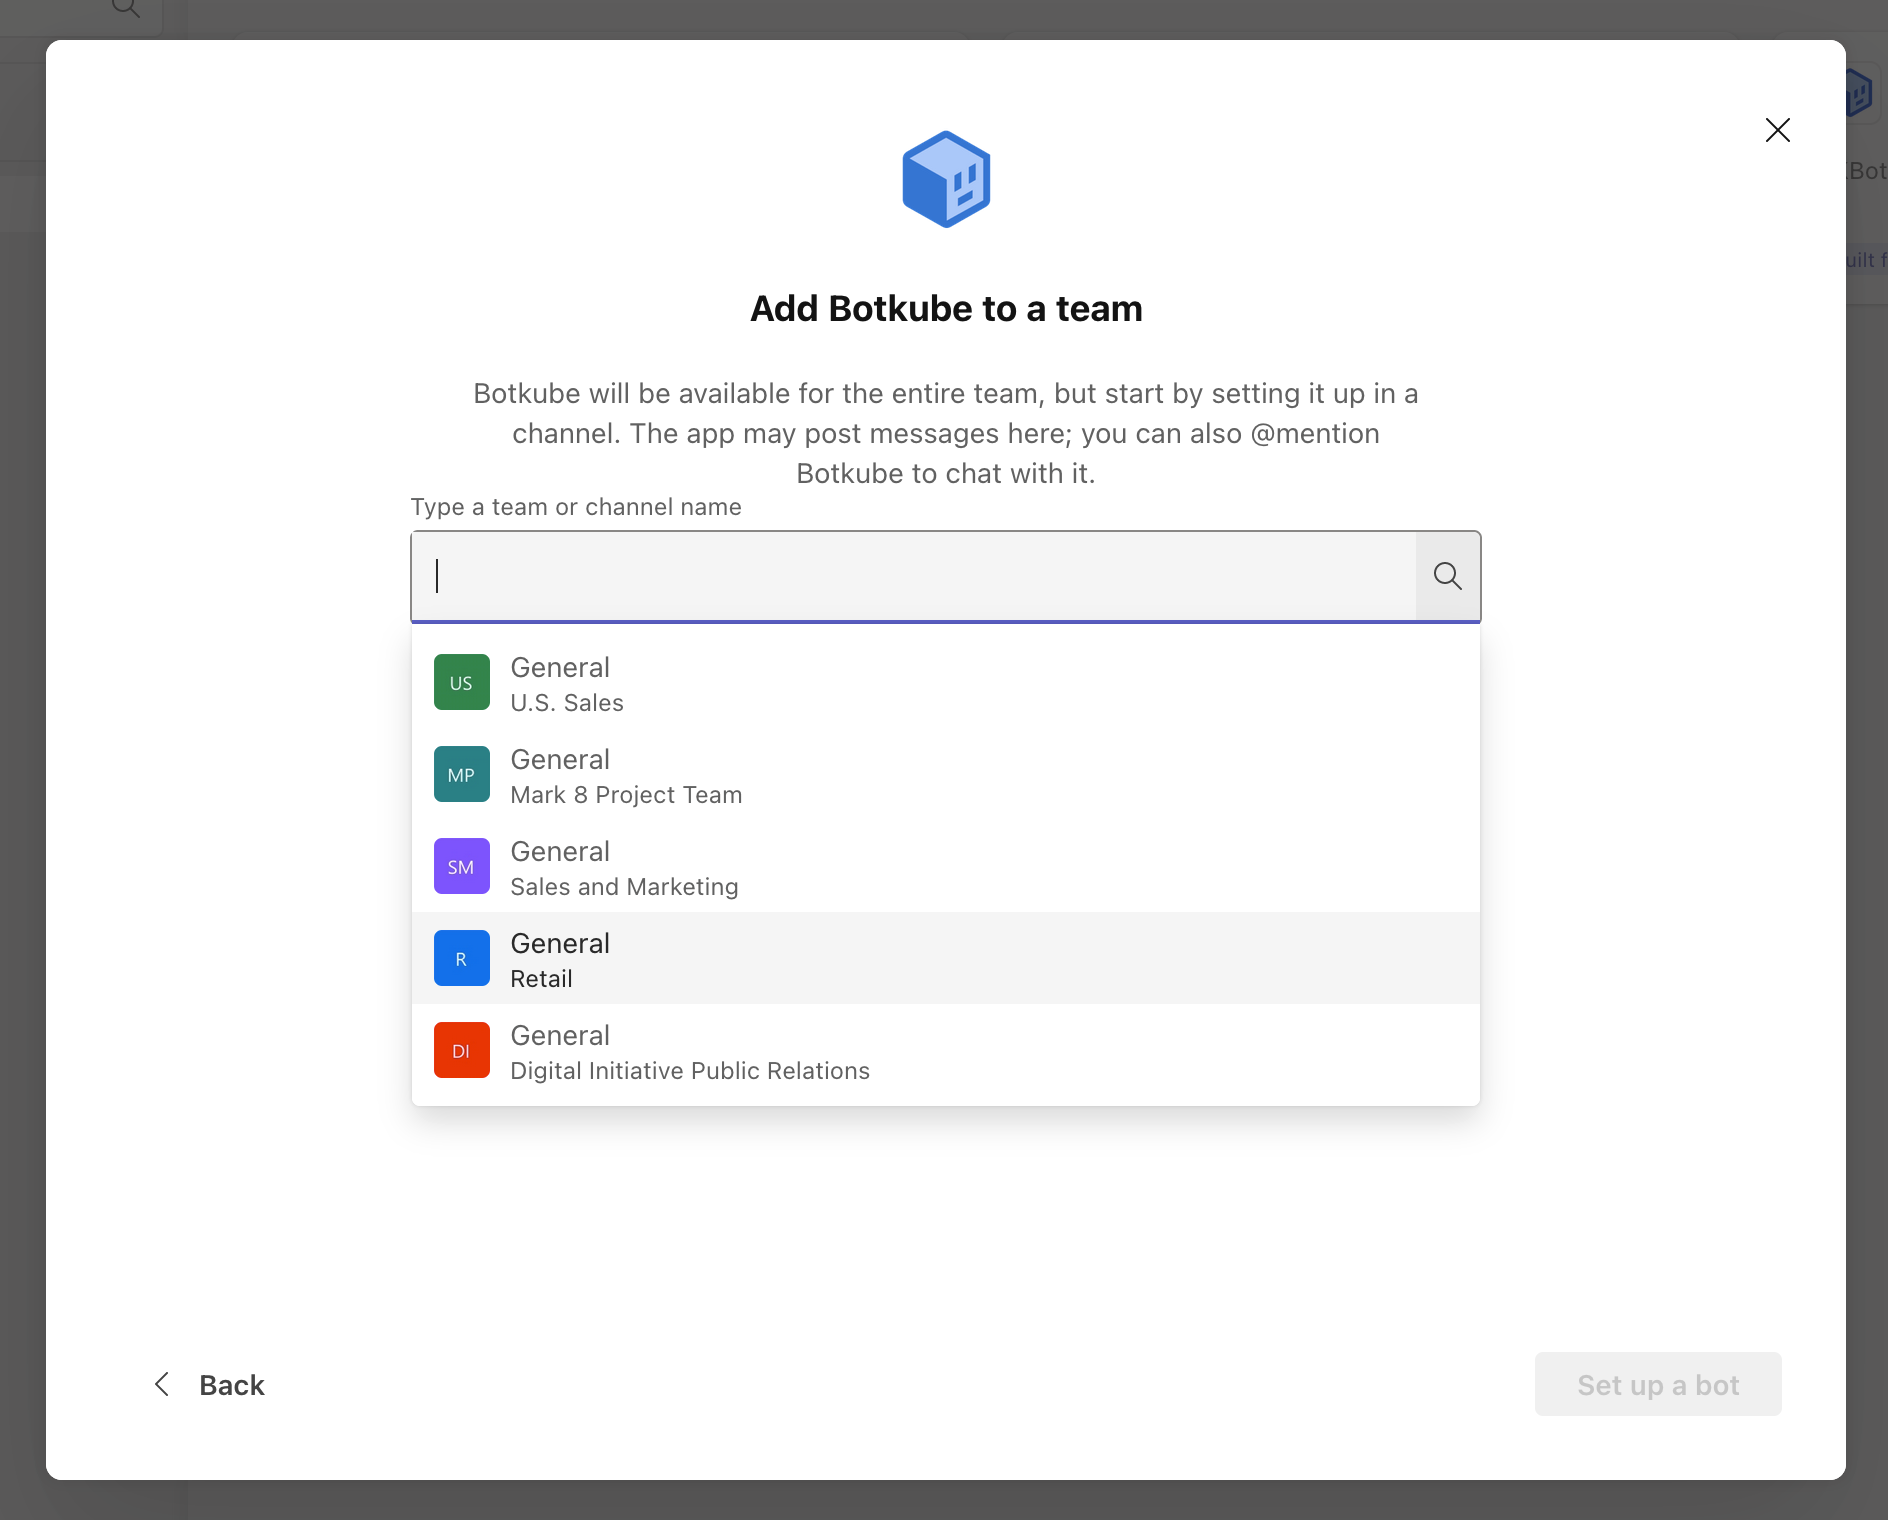 Bot
uilt f
Add Botkube to a team
Botkube will be available for the entire team, but start by setting it up in a
channel. The app may post messages here; you can also @mention
Botkube to chat with it.
Type a team or channel name
US
General
U.S. Sales
MP
General
Mark 8 Project Team
SM
General
Sales and Marketing
R
General
Retail
DI
General
Digital Initiative Public Relations
Back
Set up a bot